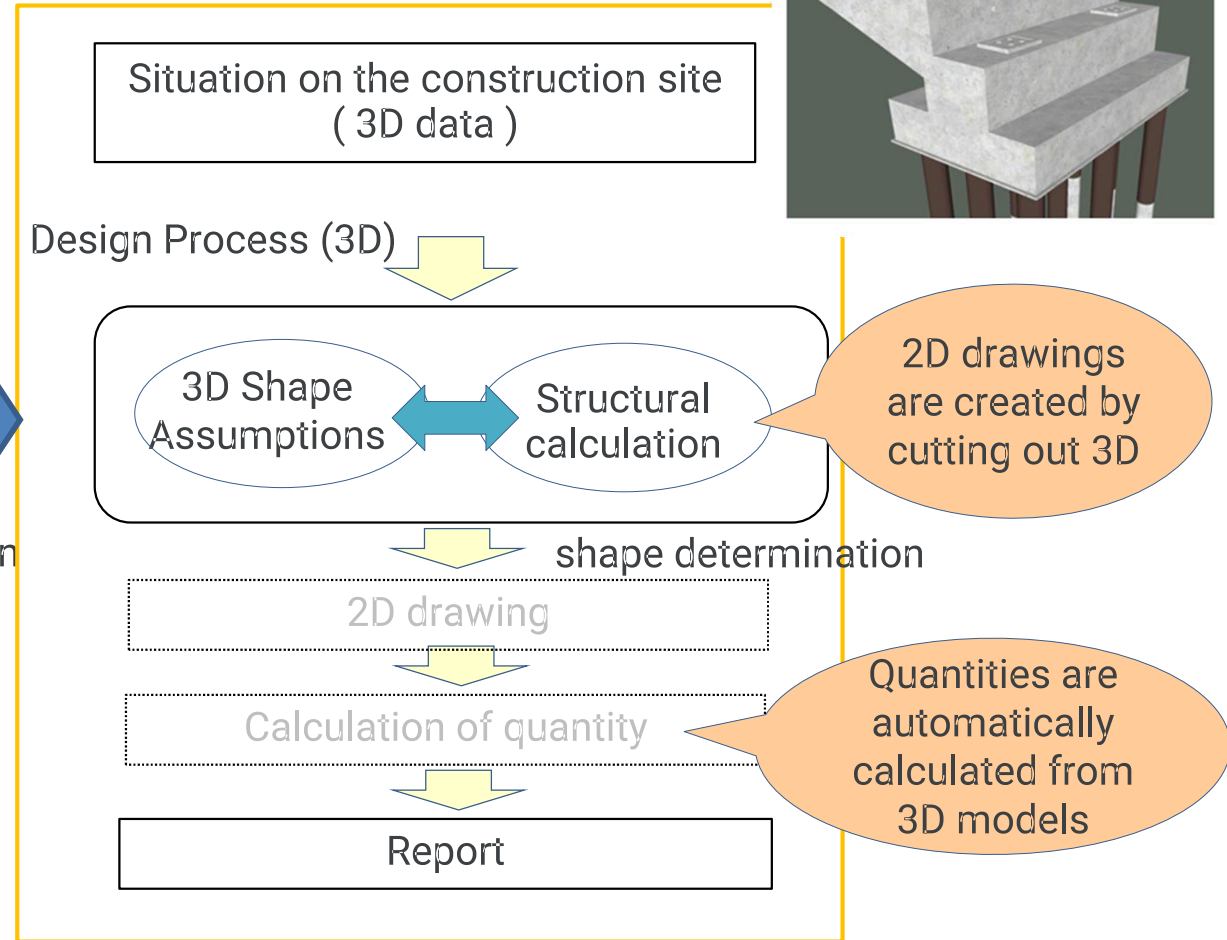 Situation on the construction site
( 3D data )
Design Process (3D)
3D Shape
Assumptions
Structural
calculation
2D drawings
are created by
cutting out 3D
n
shape determination
2D drawing
Calculation of quantity
Quantities are
automatically
calculated from
3D models
Report